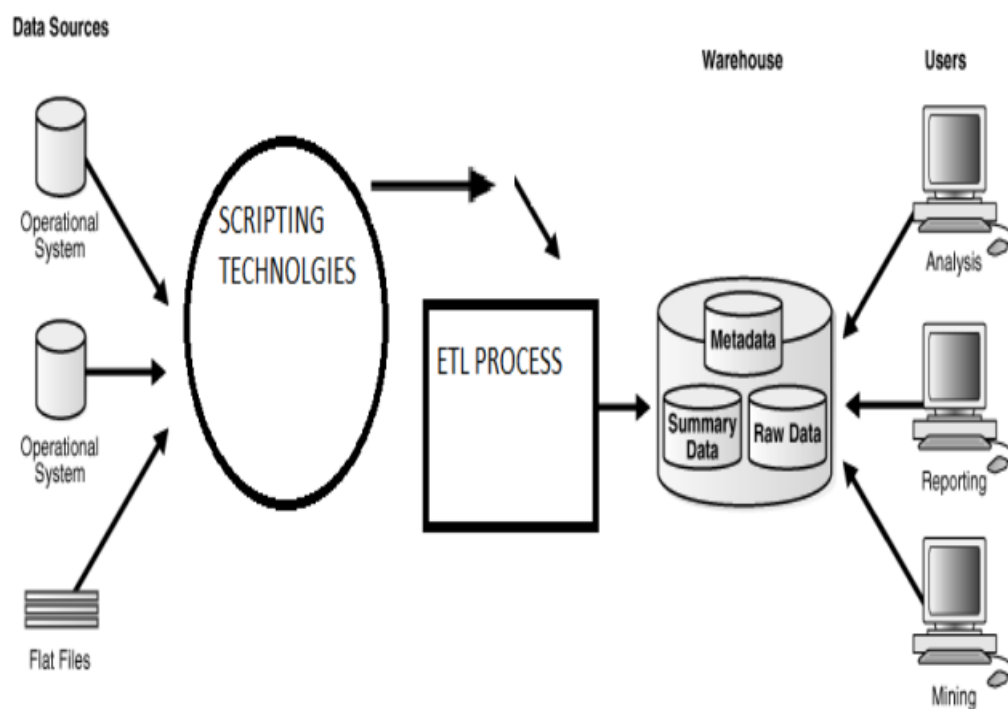 Data Sources
Warehouse
Users
Operational
System
SCRIPTING
TECHNOLGIES
Analysis
ETL PROCESS
Metadata
Summary
Data
Raw Data
Operational
System
Reporting
Flat Files
Mining